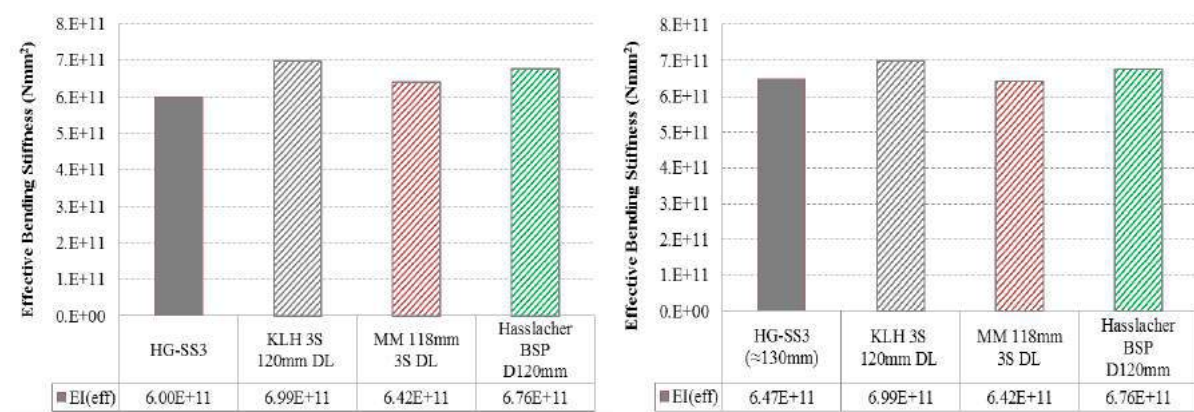 Effective Bending Stiffness (Nmm²)
8.E+11
7.E+11
6.E+11
5.E+11
4.E+11
3.E+11
2.E+11
1.E+11
0.E+00
HG-SS3
KLH 3S
120mm DL
MM 118mm
3S DL
Hasslacher
BSP
D120mm
EI(eff) 6.00E+11 6.99E+11 6.42E+11 6.76E+11
Effective Bending Stiffness (Nmm²)
8.E+11
7.E+11
6.E+11
5.E+11
4.E+11
3.E+11
2.E+11
1.E+11
0.E+00
HG-SS3
(≈130mm)
KLH 3S
120mm DL
MM 118mm
3S DL
Hasslacher
BSP
D120mm
EI(eff) 6.47E+11 6.99E+11 6.42E+11 6.76E+11